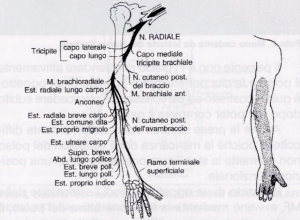 N. RADIALE
Tricipite
capo laterale
capo lungo
Capo mediale
tricipite brachiale
M. brachioradiale
Est. radiale lungo carpo
Anconeo
N. cutaneo post.
del braccio
M. brachiale ant.
Est. radiale breve carpo
Est. comune dita
Est. proprio mignolo
N. cutaneo post.
dell'avambraccio
Est. ulnare carpo
Supin. breve
Abd. lungo pollice
Est. breve poll.
Est. lungo poll.
Est. proprio indice
Ramo terminale
superficiale